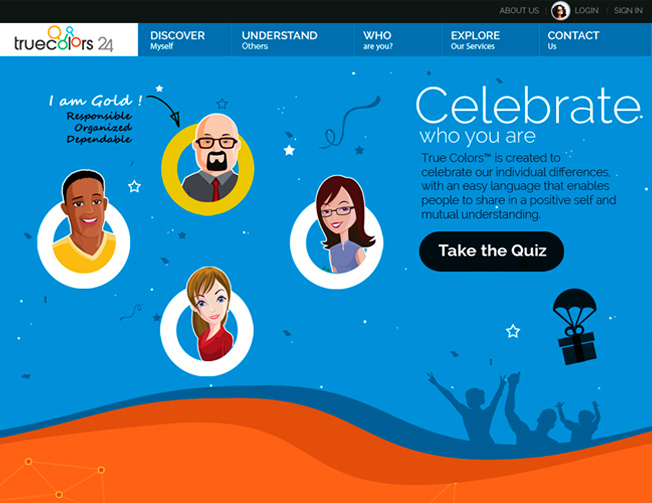 ABOUT US | LOGIN | SIGN IN
truecolors 24
DISCOVER
Myself
UNDERSTAND
Others
WHO
are you?
EXPLORE
Our Services
CONTACT
Us
I am Gold !
Responsible
Organized
Dependable
Celebrate
who you are
True Colors™ is created to
celebrate our individual differences,
with an easy language that enables
people to share in a positive self and
mutual understanding.
Take the Quiz